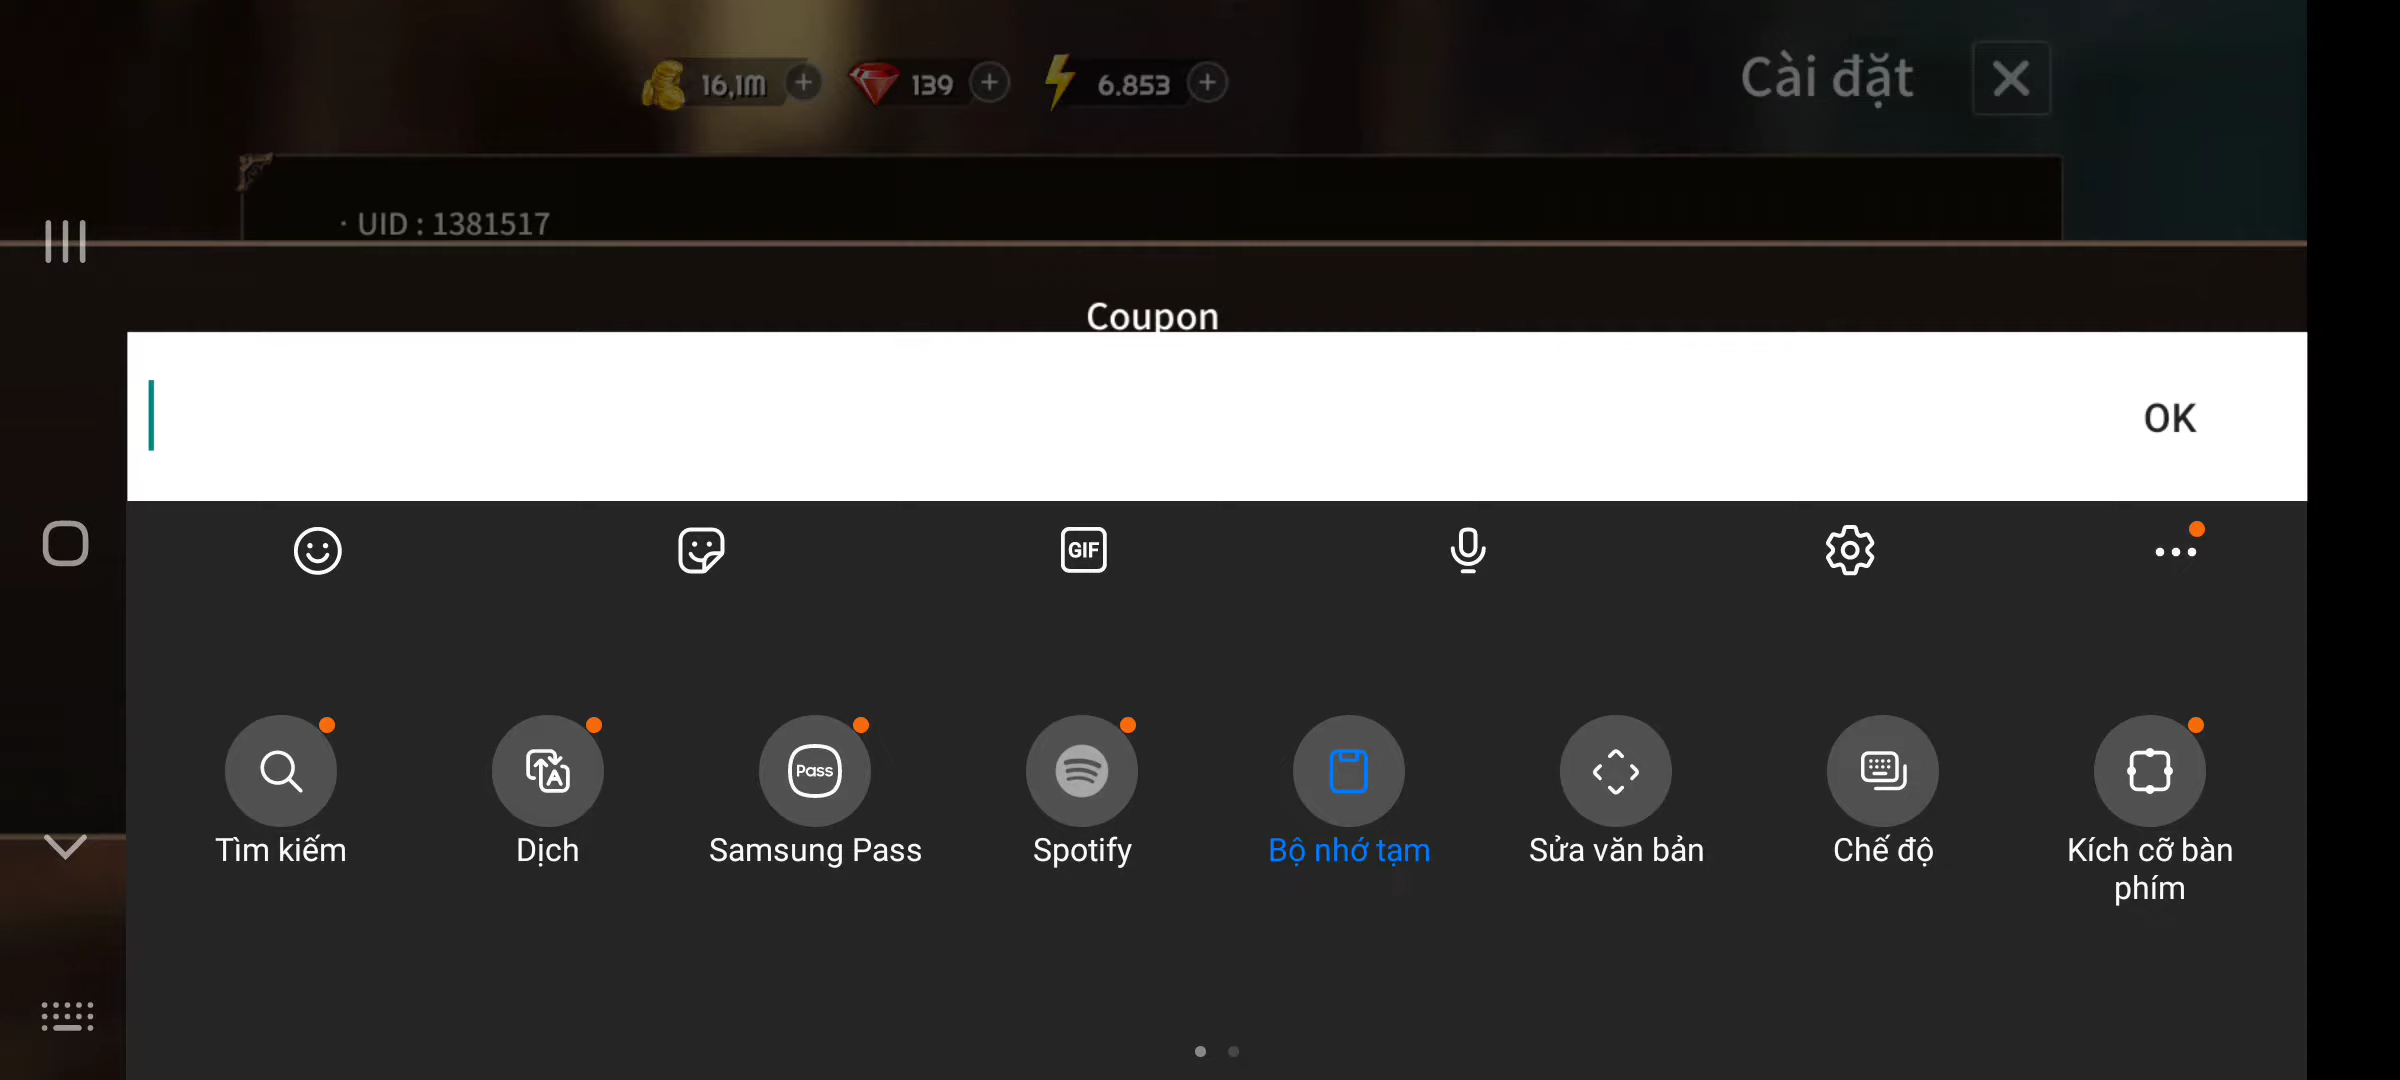 16,1M
139
6.853
Cài đặt
· UID : 1381517
Coupon
OK
GIF
Pass
Tìm kiếm
Dịch
Samsung Pass
Spotify
Bộ nhớ tạm
Sửa văn bản
Chế độ
Kích cỡ bàn
phím